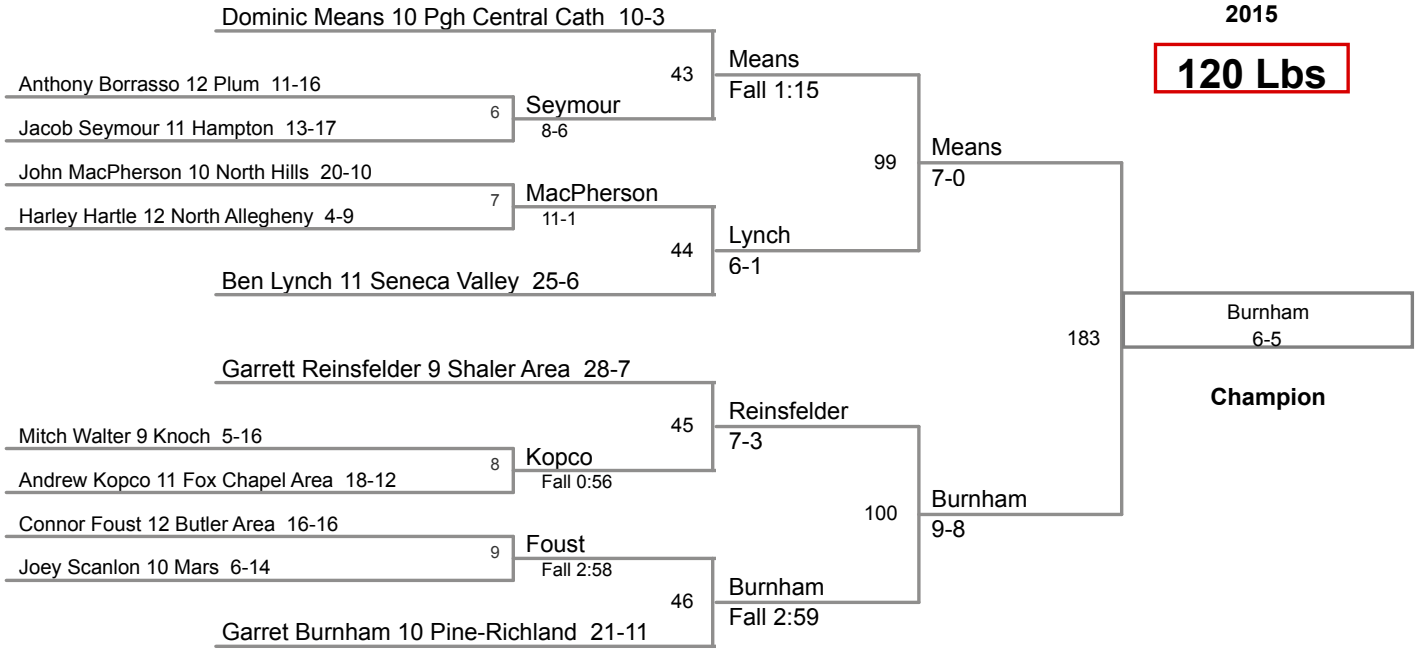 Dominic Means 10 Pgh Central Cath 10-3
2015
120 Lbs
43
Means
Fall 1:15
Anthony Borrasso 12 Plum 11-16
6
Seymour
8-6
Jacob Seymour 11 Hampton 13-17
99
Means
7-0
John MacPherson 10 North Hills 20-10
7
MacPherson
11-1
Harley Hartle 12 North Allegheny 4-9
44
Lynch
6-1
Ben Lynch 11 Seneca Valley 25-6
183
Burnham
6-5
Champion
Garrett Reinsfelder 9 Shaler Area 28-7
45
Reinsfelder
7-3
Mitch Walter 9 Knoch 5-16
8
Kopco
Fall 0:56
Andrew Kopco 11 Fox Chapel Area 18-12
100
Burnham
9-8
Connor Foust 12 Butler Area 16-16
9
Foust
Fall 2:58
Joey Scanlon 10 Mars 6-14
46
Burnham
Fall 2:59
Garret Burnham 10 Pine-Richland 21-11